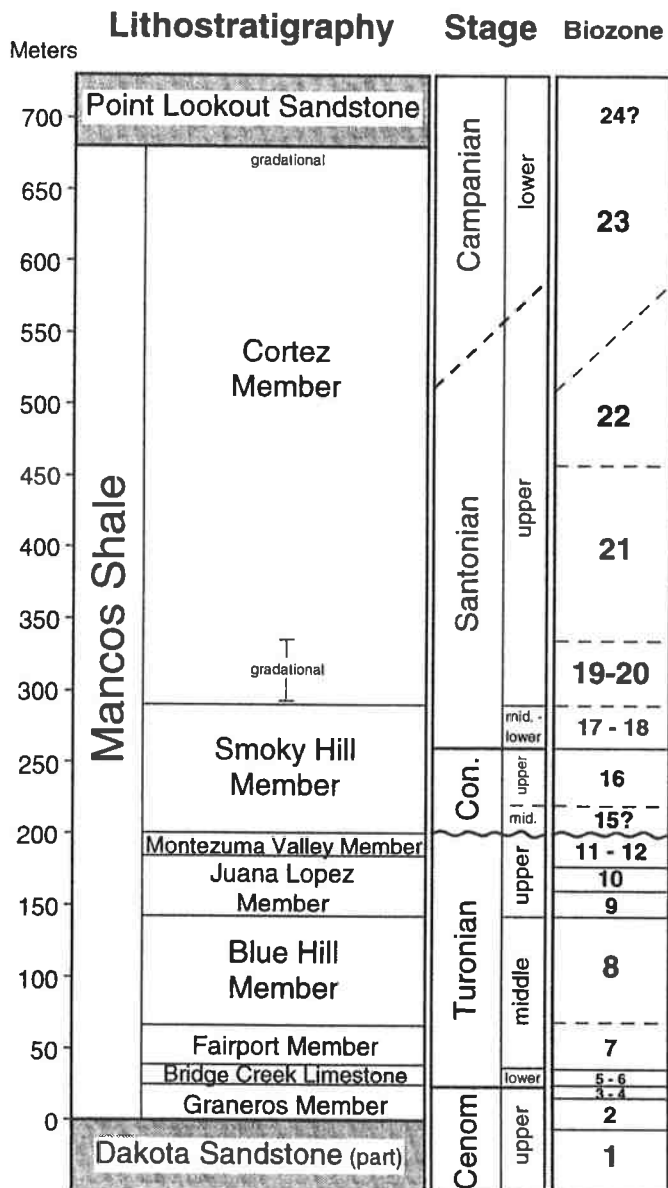 Lithostratigraphy Stage Biozone
Meters
700
650
600
550
500
450
400
350
300
250
200
150
100
50
0
Mancos Shale
Point Lookout Sandstone
gradational
Cortez
Member
gradational
Smoky Hill
Member
Montezuma Valley Member
Juana Lopez
Member
Blue Hill
Member
Fairport Member
Bridge Creek Limestone
Graneros Member
Dakota Sandstone (part)
Campanian
Santonian
Con.
Turonian
Cenom
lower
upper
mid. -
lower
upper
mid.
upper
middle
lower
upper
24?
23
22
21
19-20
17 - 18
16
15?
11 - 12
10
9
8
7
5 - 6
3 - 4
2
1